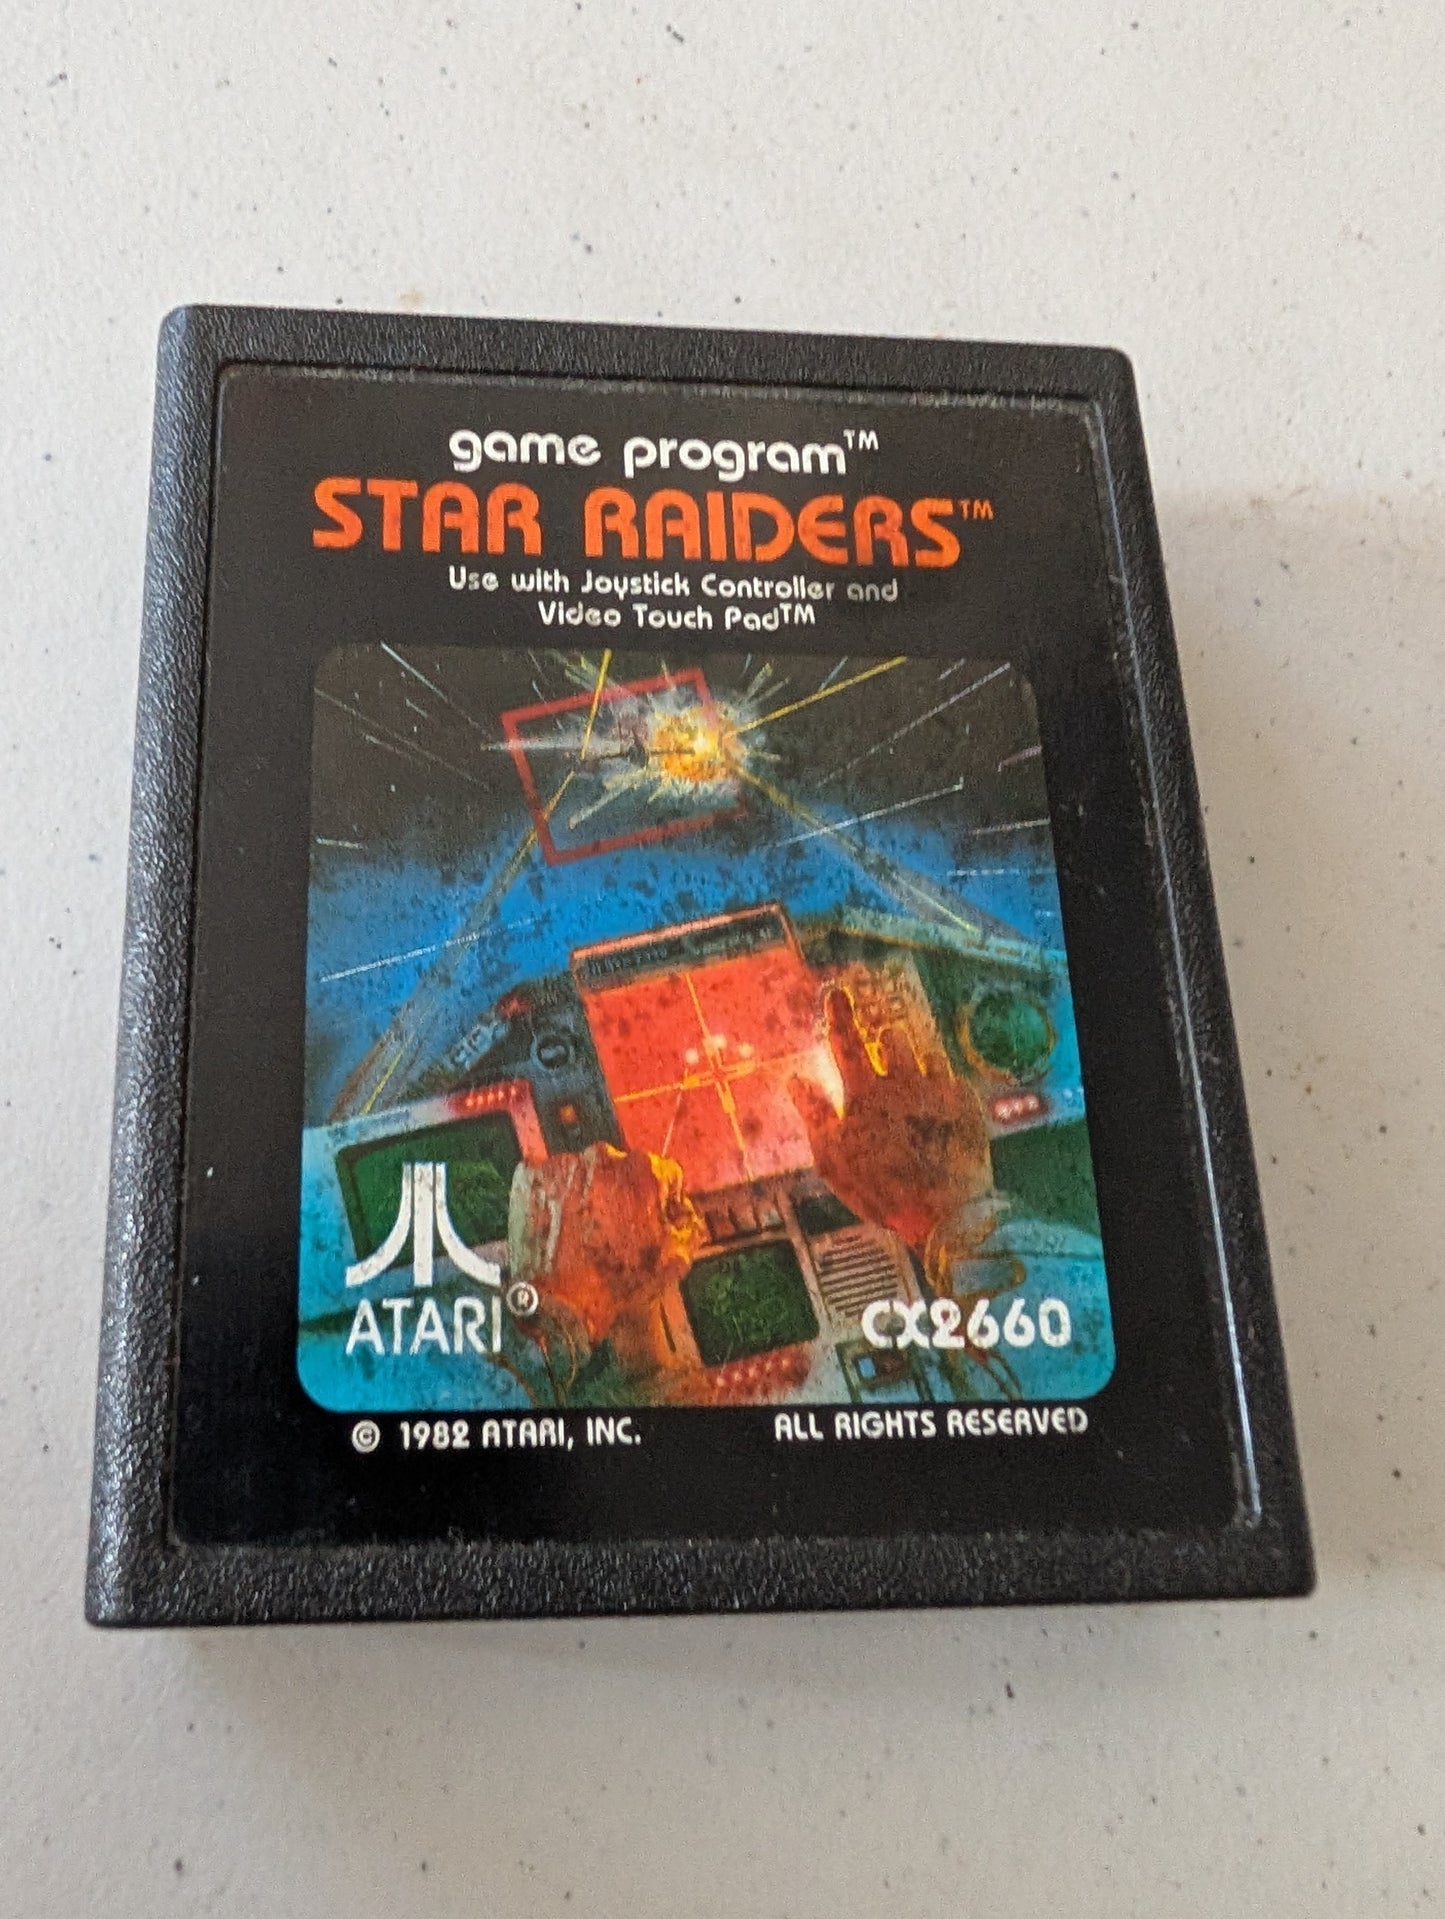 game program™
STAR RAIDERS™
Use with Joystick Controller and
Video Touch Pad™
ATARI®
CX2660
© 1982 ATARI, INC. ALL RIGHTS RESERVED